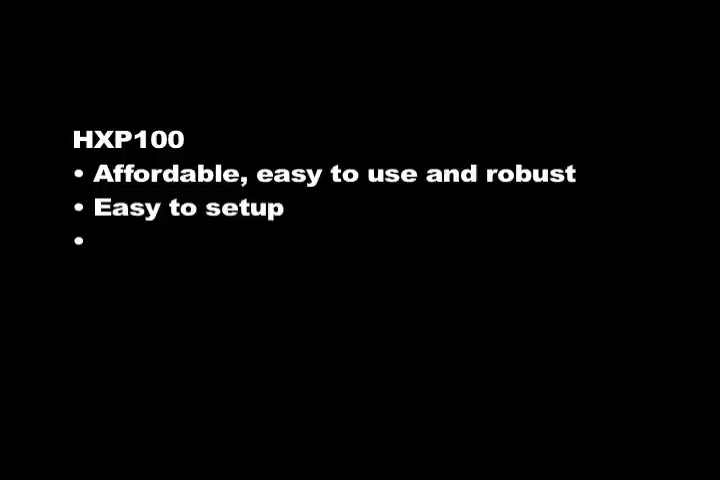 HXP100
• Affordable, easy to use and robust
• Easy to setup
•